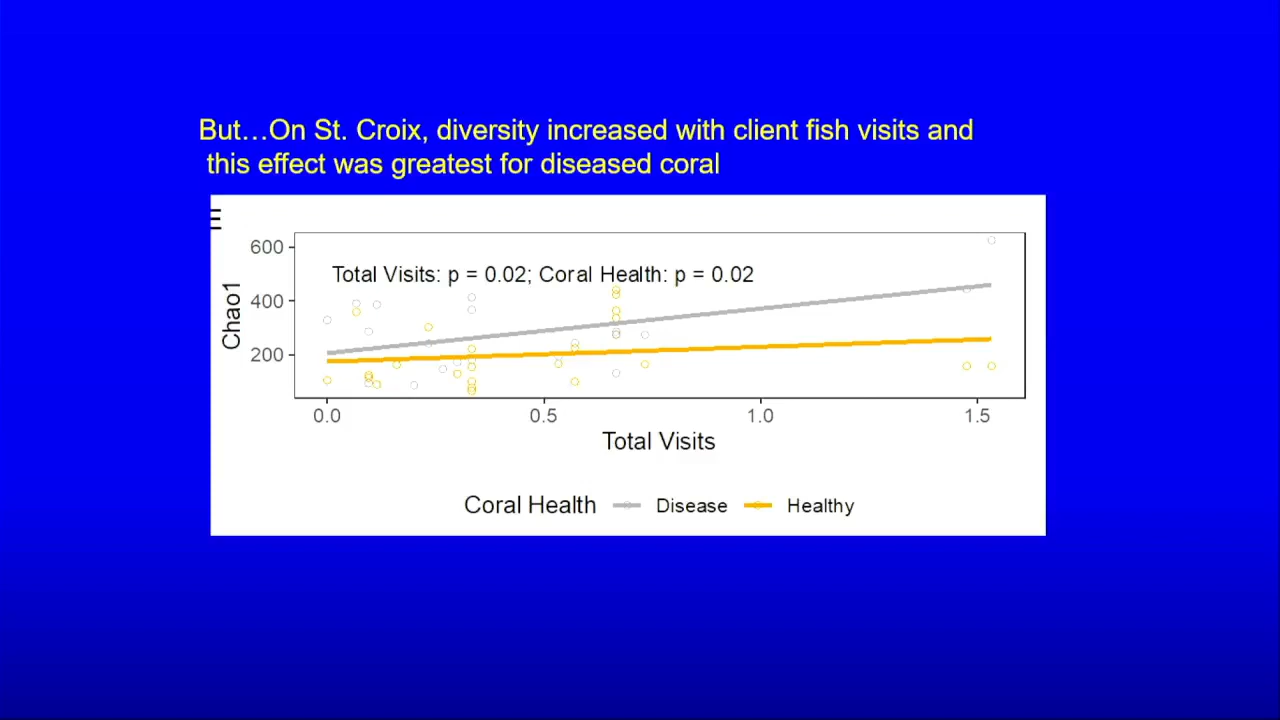 But…On St. Croix, diversity increased with client fish visits and
this effect was greatest for diseased coral
600
400
200
Chao1
Total Visits: p = 0.02; Coral Health: p = 0.02
0.0 0.5 1.0 1.5
Total Visits
Coral Health Disease Healthy